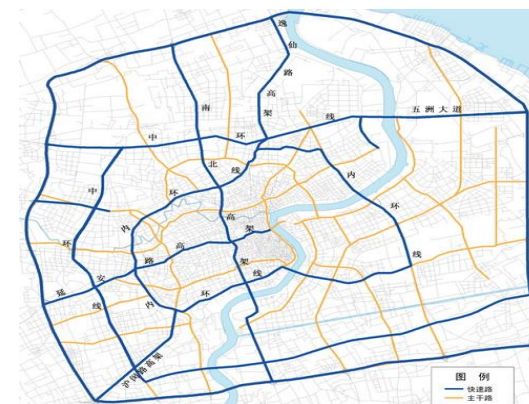 逸仙路高架
五洲大道
南北高架
中环线
中环线
内环线
内环线
延安路高架
沪闵路高架
图 例
快速路
主干路